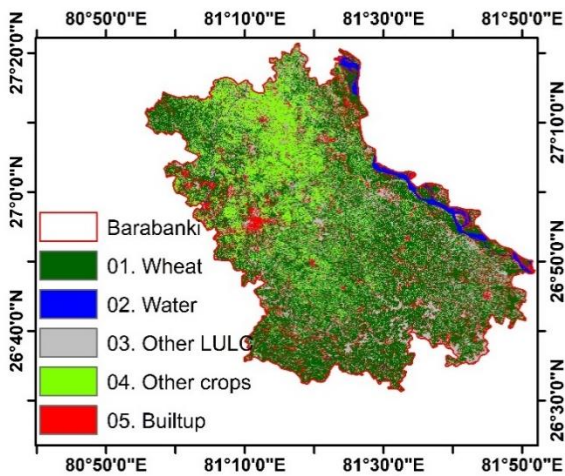 80°50'0"E 81°10'0"E 81°30'0"E 81°50'0"E
27°20'0"N
27°10'0"N
27°0'0"N
26°50'0"N
26°40'0"N
26°30'0"N
Barabanki
01. Wheat
02. Water
03. Other LULC
04. Other crops
05. Builtup
80°50'0"E 81°10'0"E 81°30'0"E 81°50'0"E